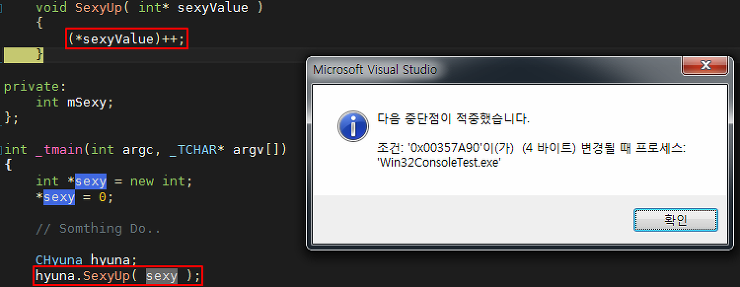 void SexyUp( int* sexyValue )
{
(*sexyValue)++;
}
private:
int mSexy;
};
int _tmain(int argc, _TCHAR* argv[])
{
int *sexy = new int;
*sexy = 0;
// Somthing Do..
CHyuna hyuna;
hyuna.SexyUp( sexy );
Microsoft Visual Studio
다음 중단점이 적중했습니다.
조건: '0x00357A90'이(가) (4 바이트) 변경될 때 프로세스:
'Win32ConsoleTest.exe'
확인